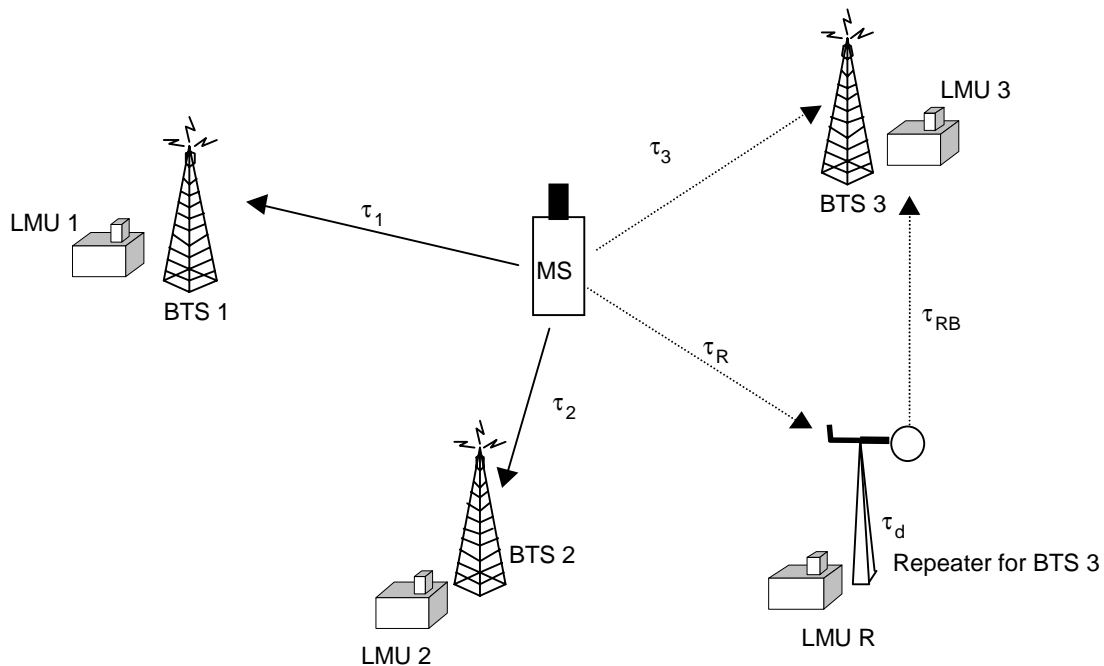 LMU 3
τ3
BTS 3
LMU 1
τ1
MS
BTS 1
τRB
τR
τ2
τd
BTS 2
Repeater for BTS 3
LMU R
LMU 2